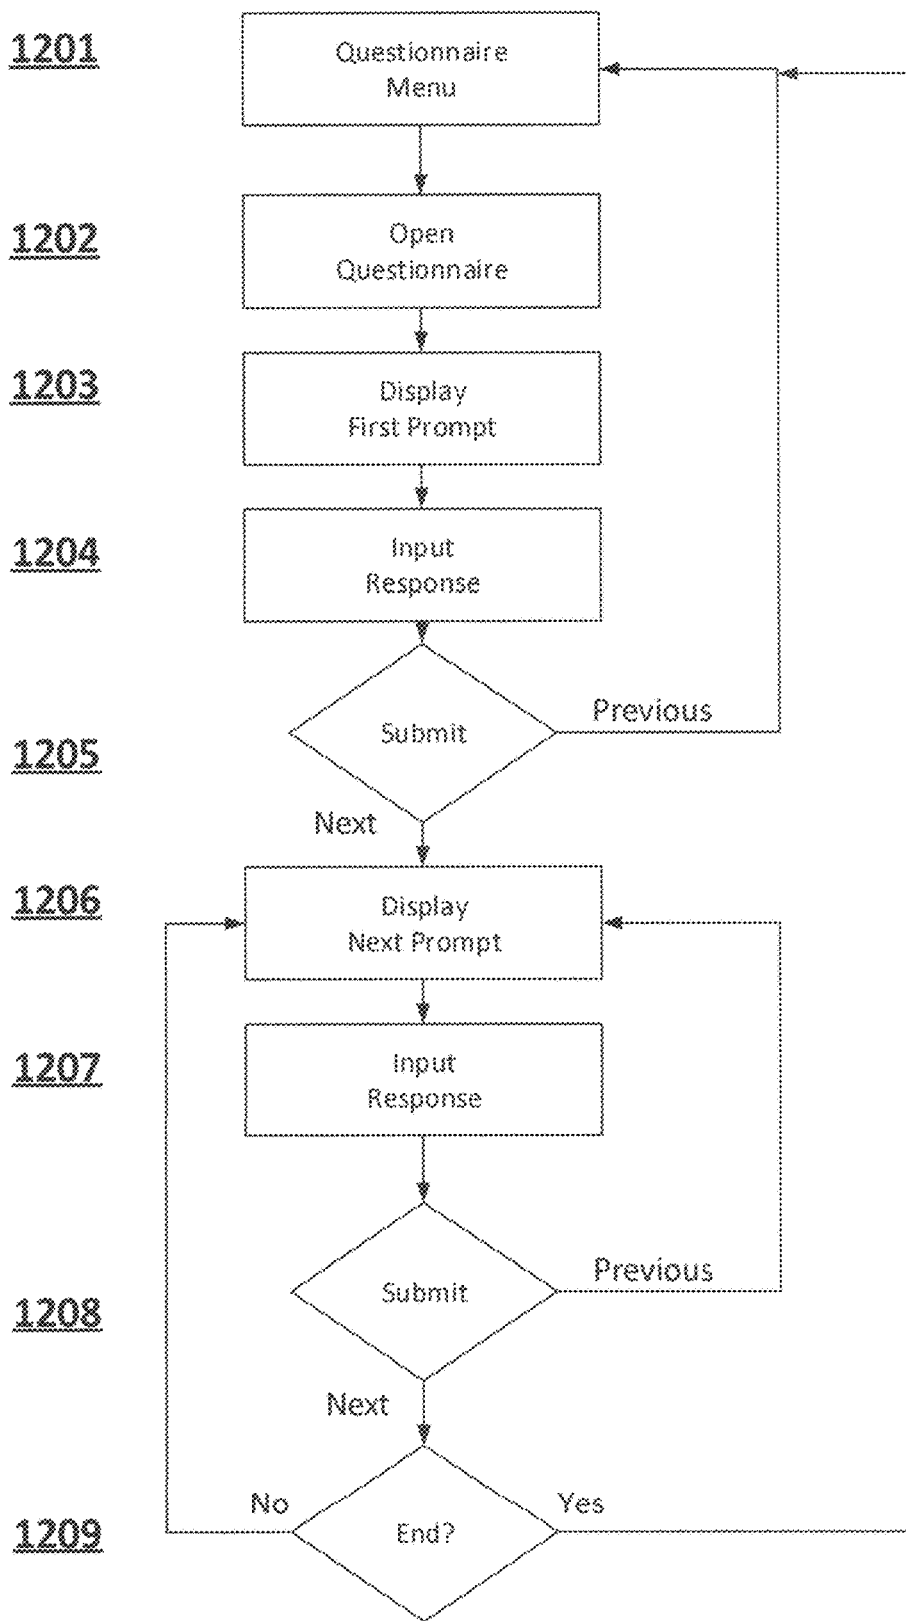 1201
Questionnaire
Menu
1202
Open
Questionnaire
1203
Display
First Prompt
1204
Input
Response
1205
Submit
Previous
Next
1206
Display
Next Prompt
1207
Input
Response
1208
Submit
Previous
Next
1209
No
End?
Yes